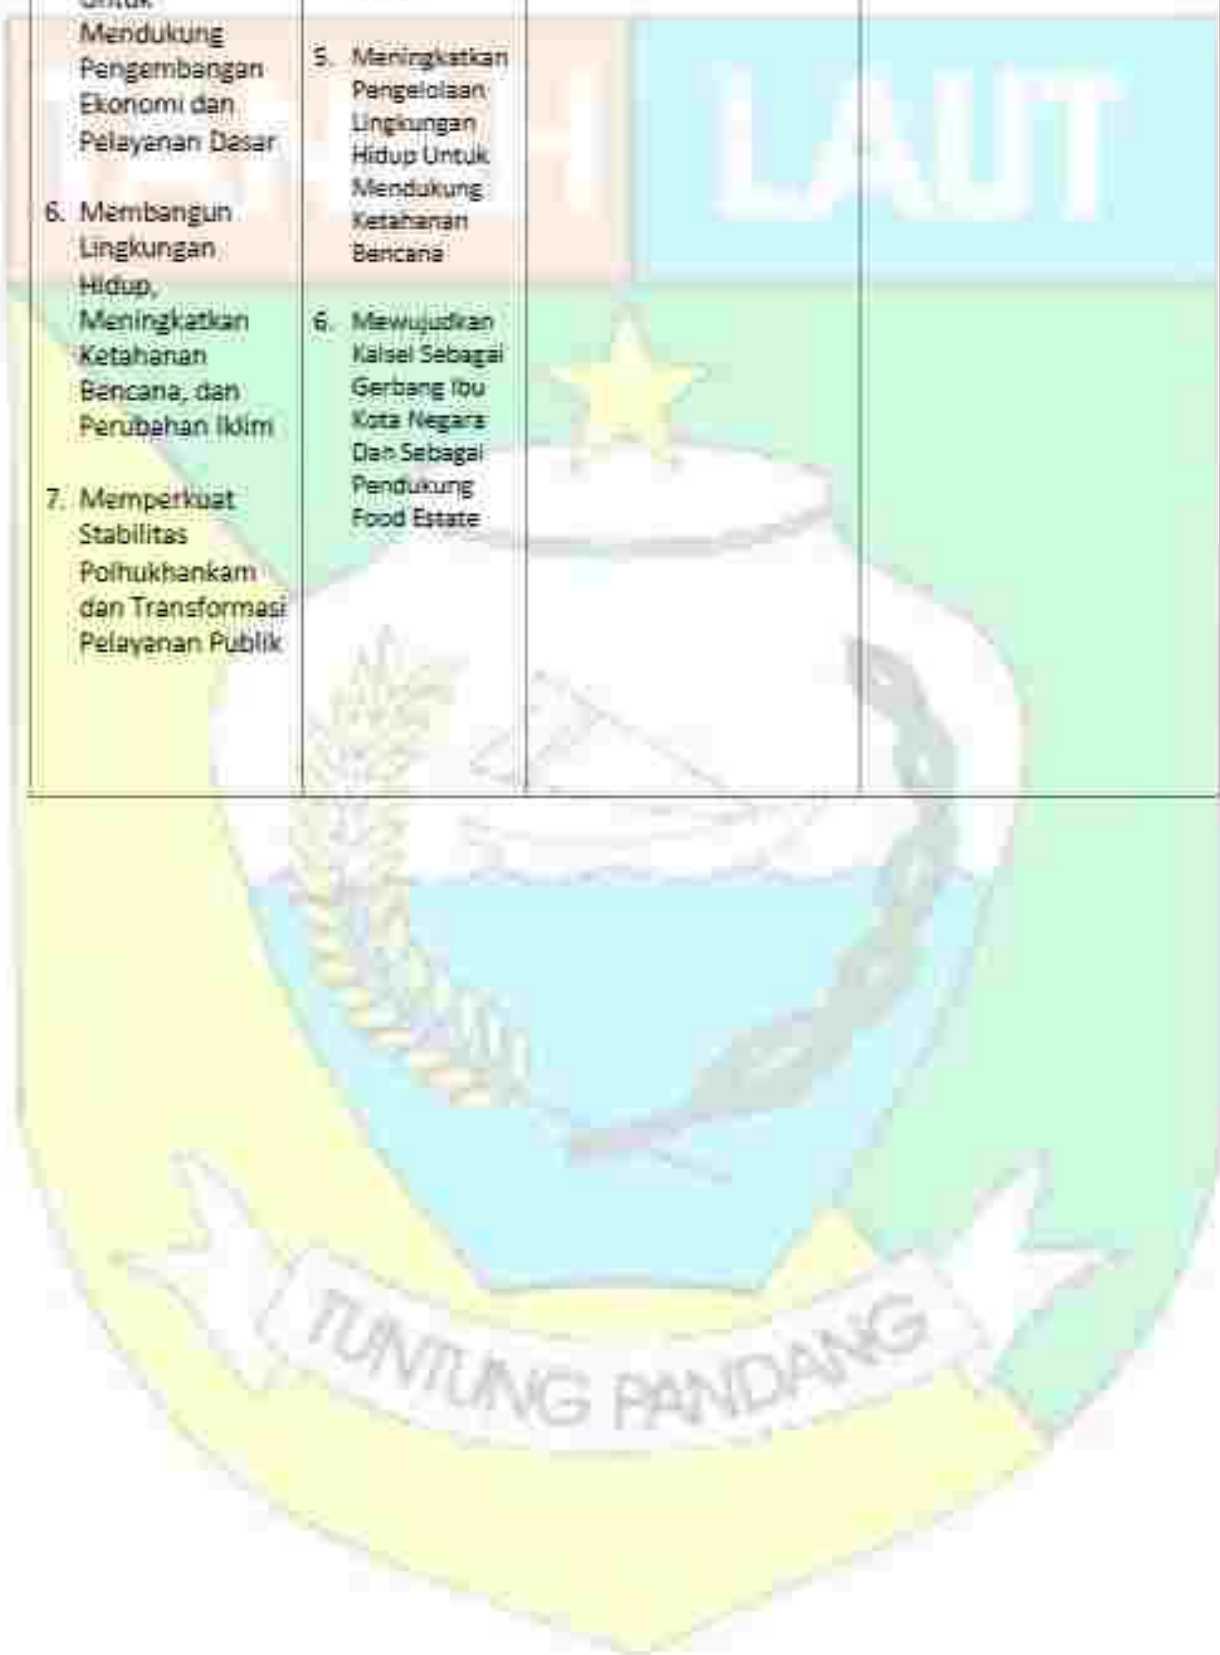 Untuk
Mendukung
Pengembangan
Ekonomi dan
Pelayanan Dasar
6. Membangun
Lingkungan
Hidup,
Meningkatkan
Ketahanan
Bencana, dan
Perubahan Iklim
7. Memperkuat
Stabilitas
Polhukhankam
dan Transformasi
Pelayanan Publik
5. Meningkatkan
Pengelolaan
Lingkungan
Hidup Untuk
Mendukung
Ketahanan
Bencana
6. Mewujudkan
Kalsel Sebagai
Gerbang Ibu
Kota Negara
Dan Sebagai
Pendukung
Food Estate
LAUT
TUNTUNG PANDANG